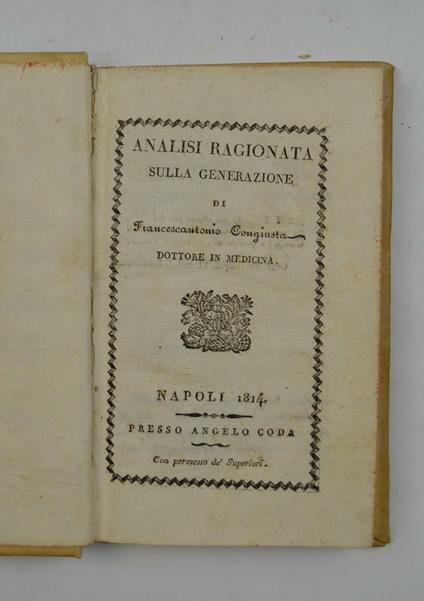 ANALISI RAGIONATA
SULLA GENERAZIONE
DI
Francescantonio Congiusta
DOTTORE IN MEDICINA.
NAPOLI 1814.
PRESSO ANGELO CODA
Con permesso de' Superiori.